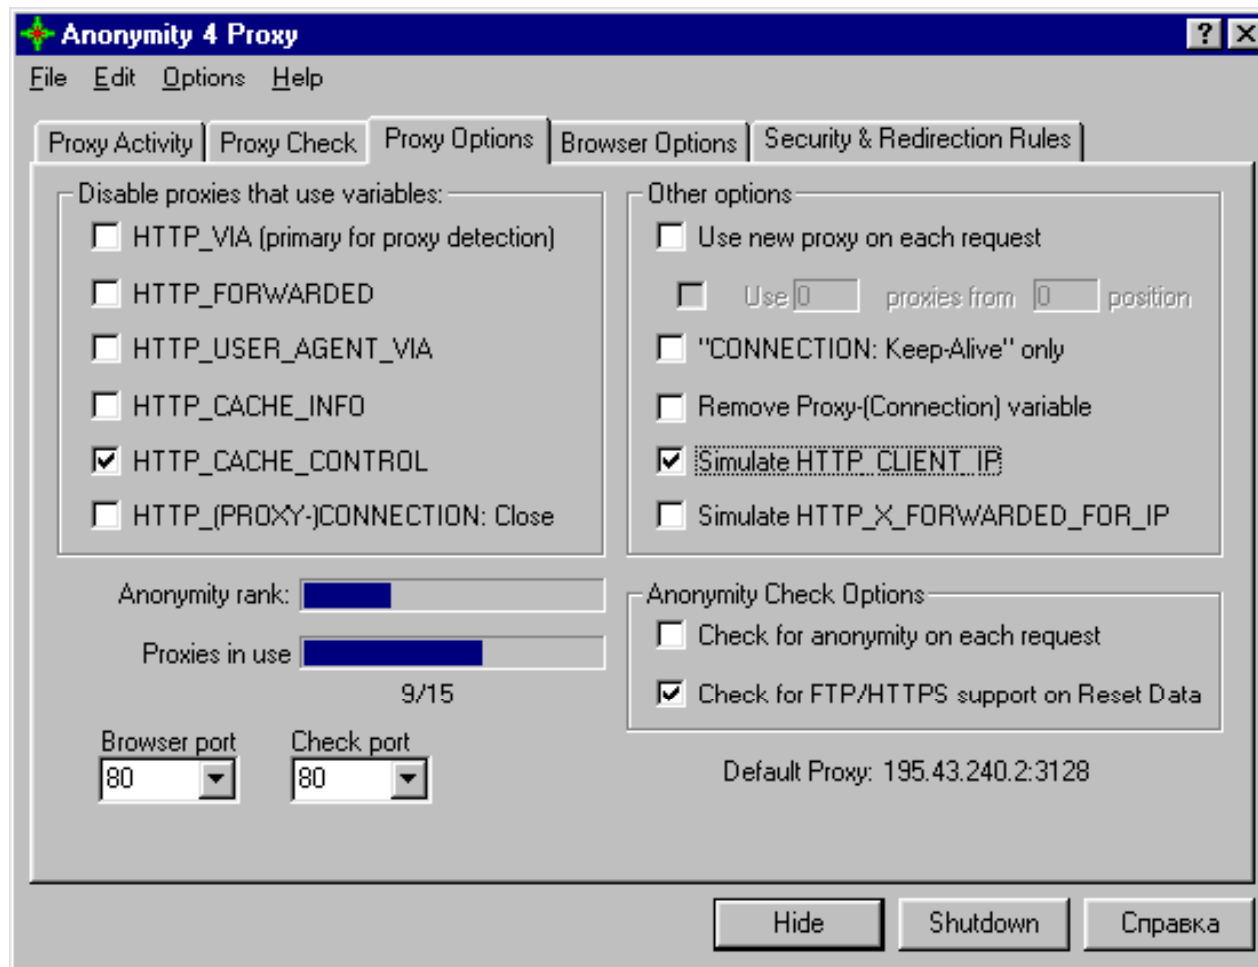 Anonymity 4 Proxy
File Edit Options Help
Proxy Activity Proxy Check Proxy Options Browser Options Security & Redirection Rules
Disable proxies that use variables:
HTTP_VIA (primary for proxy detection)
HTTP_FORWARDED
HTTP_USER_AGENT_VIA
HTTP_CACHE_INFO
HTTP_CACHE_CONTROL
HTTP_(PROXY-)CONNECTION: Close
Other options
Use new proxy on each request
Use 0 proxies from 0 position
"CONNECTION: Keep-Alive" only
Remove Proxy-(Connection) variable
Simulate HTTP_CLIENT_IP
Simulate HTTP_X_FORWARDED_FOR_IP
Anonymity rank:
Proxies in use
9/15
Anonymity Check Options
Check for anonymity on each request
Check for FTP/HTTPS support on Reset Data
Browser port Check port
80 80
Default Proxy: 195.43.240.2:3128
Hide Shutdown Справка